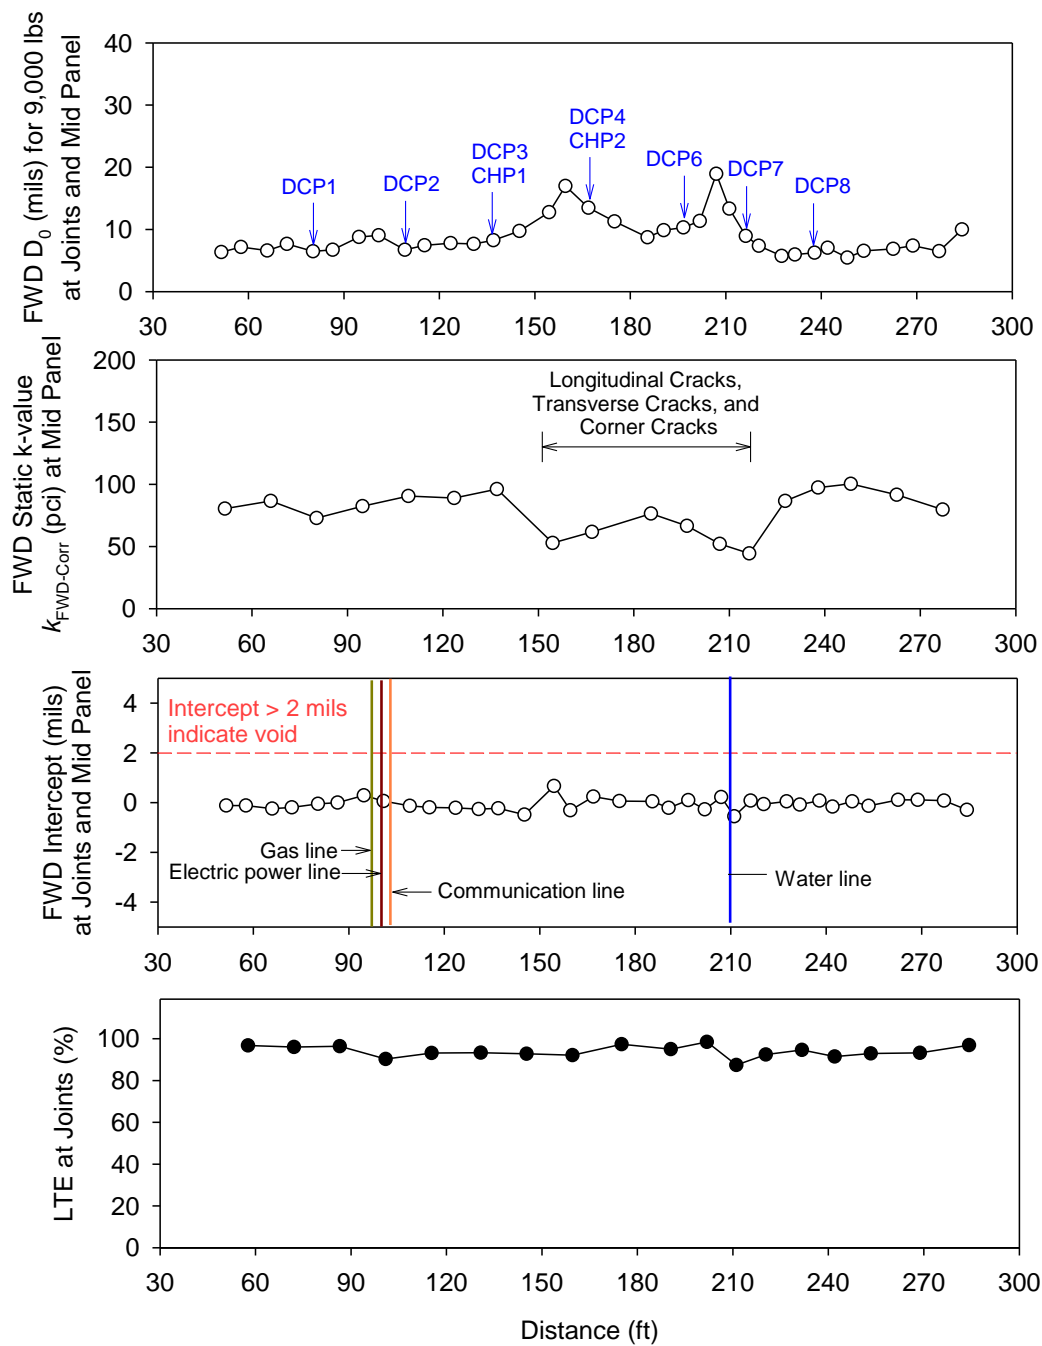 FWD D0 (mils) for 9,000 lbs
at Joints and Mid Panel
40
30
20
10
0
DCP1
DCP2
DCP3
CHP1
DCP4
CHP2
DCP6
DCP7
DCP8
30 60 90 120 150 180 210 240 270 300
FWD Static k-value
kFWD-Corr (pci) at Mid Panel
200
150
100
50
0
Longitudinal Cracks,
Transverse Cracks, and
Corner Cracks
30 60 90 120 150 180 210 240 270 300
FWD Intercept (mils)
at Joints and Mid Panel
4
2
0
-2
-4
Intercept > 2 mils
indicate void
Gas line
Electric power line
Communication line
Water line
30 60 90 120 150 180 210 240 270 300
LTE at Joints (%)
100
80
60
40
20
0
30 60 90 120 150 180 210 240 270 300
Distance (ft)